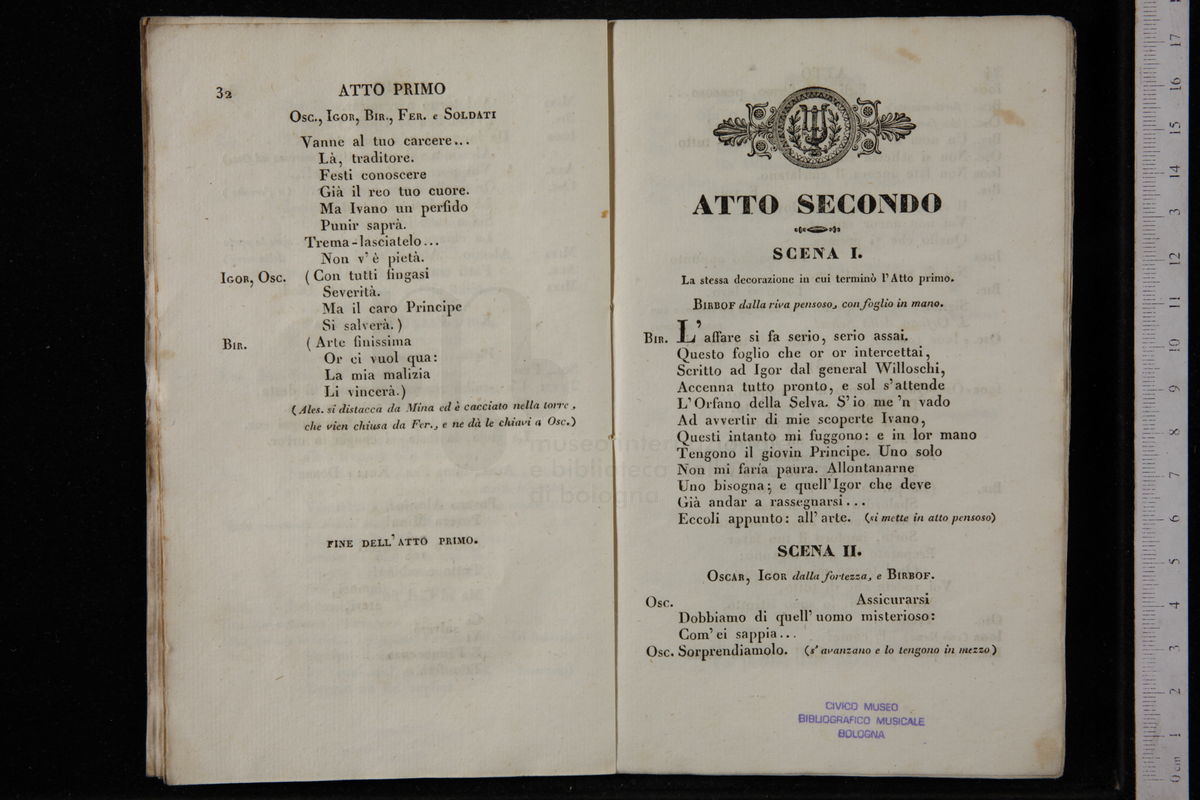 32
ATTO PRIMO
Osc., Igor, Bir., Fer. e Soldati
Vanne al tuo carcere...
Là, traditore.
Festi conoscere
Già il reo tuo cuore.
Ma Ivano un perfido
Punir saprà.
Trema-lasciatelo...
Non v'è pietà.
Igor, Osc. (Con tutti fingasi
Severità.
Ma il caro Principe
Si salverà.)
Bir. (Arte finissima
Or ci vuol qua:
La mia malizia
Li vincerà.)
(Ales. si distacca da Mina ed è cacciato nella torre,
che vien chiusa da Fer., e ne dà le chiavi a Osc.)
FINE DELL'ATTO PRIMO.
ATTO SECONDO
SCENA I.
La stessa decorazione in cui terminò l'Atto primo.
Birbof dalla riva pensoso, con foglio in mano.
Bir. L'affare si fa serio, serio assai.
Questo foglio che or or intercettai,
Scritto ad Igor dal general Willoschi,
Accenna tutto pronto, e sol s'attende
L'Orfano della Selva. S'io me 'n vado
Ad avvertir di mie scoperte Ivano,
Questi intanto mi fuggono: e in lor mano
Tengono il giovin Principe. Uno solo
Non mi faría paura. Allontanarne
Uno bisogna; e quell'Igor che deve
Già andar a rassegnarsi...
Eccoli appunto: all'arte. (si mette in atto pensoso)
SCENA II.
Oscar, Igor dalla fortezza, e Birbof.
Osc. Assicurarsi
Dobbiamo di quell'uomo misterioso:
Com'ei sappia...
Osc. Sorprendiamolo. (s'avanzano e lo tengono in mezzo)
CIVICO MUSEO
BIBLIOGRAFICO MUSICALE
BOLOGNA